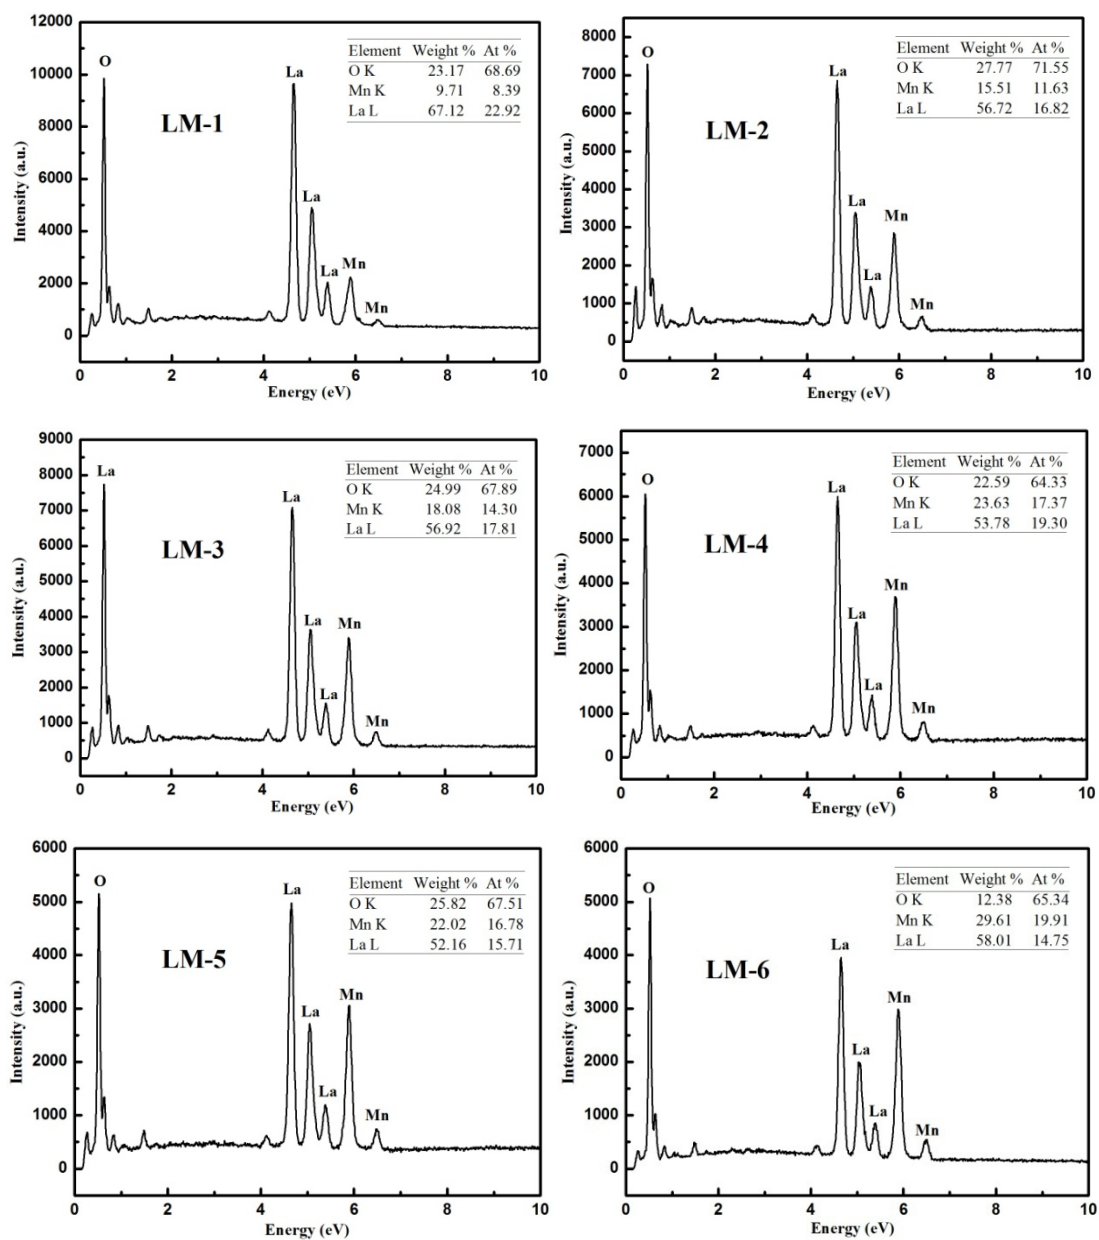 12000
10000
8000
6000
4000
2000
0
0 2 4 6 8 10
Intensity (a.u.)
Energy (eV)
LM-1
O
La
La
La
Mn
Mn
Element Weight % At %
O K 23.17 68.69
Mn K 9.71 8.39
La L 67.12 22.92
8000
7000
6000
5000
4000
3000
2000
1000
0
0 2 4 6 8 10
Intensity (a.u.)
Energy (eV)
LM-2
O
La
La
La
Mn
Mn
Element Weight % At %
O K 27.77 71.55
Mn K 15.51 11.63
La L 56.72 16.82
9000
8000
7000
6000
5000
4000
3000
2000
1000
0
0 2 4 6 8 10
Intensity (a.u.)
Energy (eV)
LM-3
La
La
La
La
Mn
Mn
Element Weight % At %
O K 24.99 67.89
Mn K 18.08 14.30
La L 56.92 17.81
7000
6000
5000
4000
3000
2000
1000
0
0 2 4 6 8 10
Intensity (a.u.)
Energy (eV)
LM-4
O
La
La
La
Mn
Mn
Element Weight % At %
O K 22.59 64.33
Mn K 23.63 17.37
La L 53.78 19.30
6000
5000
4000
3000
2000
1000
0
0 2 4 6 8 10
Intensity (a.u.)
Energy (eV)
LM-5
O
La
La
La
Mn
Mn
Element Weight % At %
O K 25.82 67.51
Mn K 22.02 16.78
La L 52.16 15.71
6000
5000
4000
3000
2000
1000
0
0 2 4 6 8 10
Intensity (a.u.)
Energy (eV)
LM-6
O
La
La
La
Mn
Mn
Element Weight % At %
O K 12.38 65.34
Mn K 29.61 19.91
La L 58.01 14.75